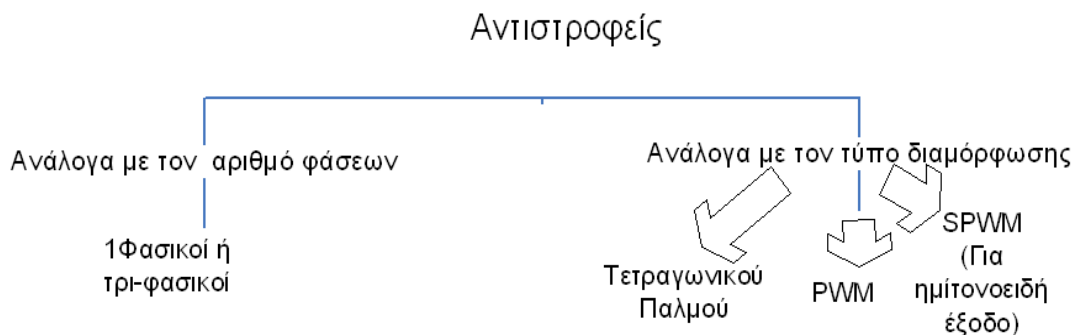 Αντιστροφείς
Ανάλογα με τον αριθμό φάσεων
1Φασικοί ή
τρι-φασικοί
Ανάλογα με τον τύπο διαμόρφωσης
Τετραγωνικού
Παλμού
PWM
SPWM
(Για
ημίτονοειδή
έξοδο)